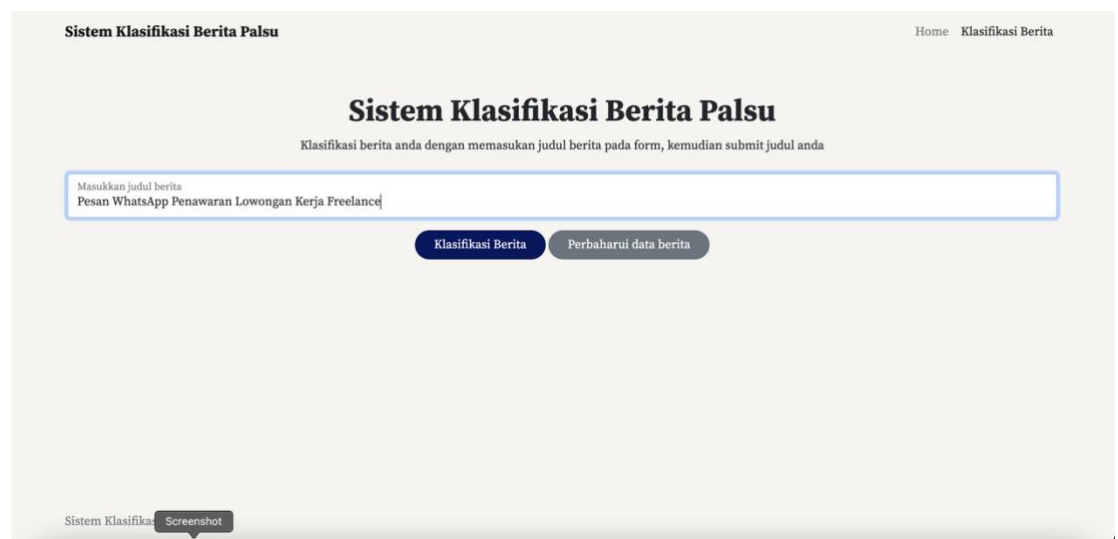 Sistem Klasifikasi Berita Palsu
Home Klasifikasi Berita
Sistem Klasifikasi Berita Palsu
Klasifikasi berita anda dengan memasukan judul berita pada form, kemudian submit judul anda
Masukkan judul berita
Pesan WhatsApp Penawaran Lowongan Kerja Freelance
Klasifikasi Berita
Perbaharui data berita
Sistem
Screenshot